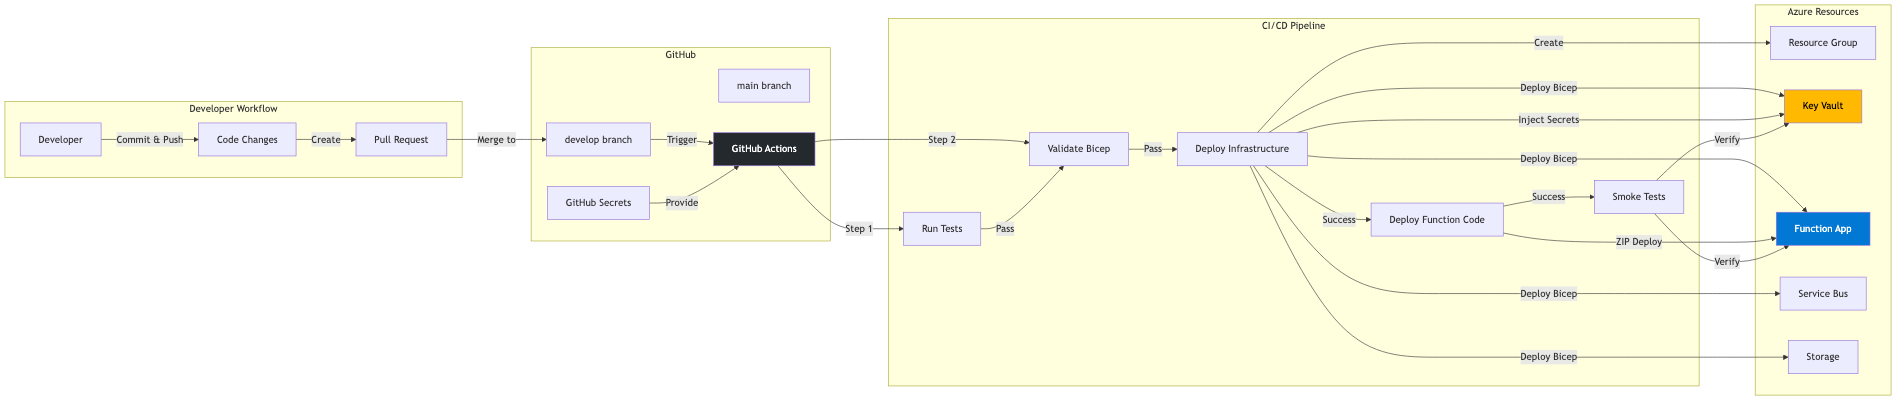 Developer Workflow
Developer
Commit & Push
Code Changes
Create
Pull Request
Merge to
GitHub
main branch
develop branch
Trigger
GitHub Actions
GitHub Secrets
Provide
Step 2
Step 1
CI/CD Pipeline
Run Tests
Pass
Validate Bicep
Pass
Deploy Infrastructure
Create
Deploy Bicep
Inject Secrets
Deploy Bicep
Success
Deploy Function Code
Success
Smoke Tests
ZIP Deploy
Verify
Verify
Deploy Bicep
Deploy Bicep
Azure Resources
Resource Group
Key Vault
Function App
Service Bus
Storage